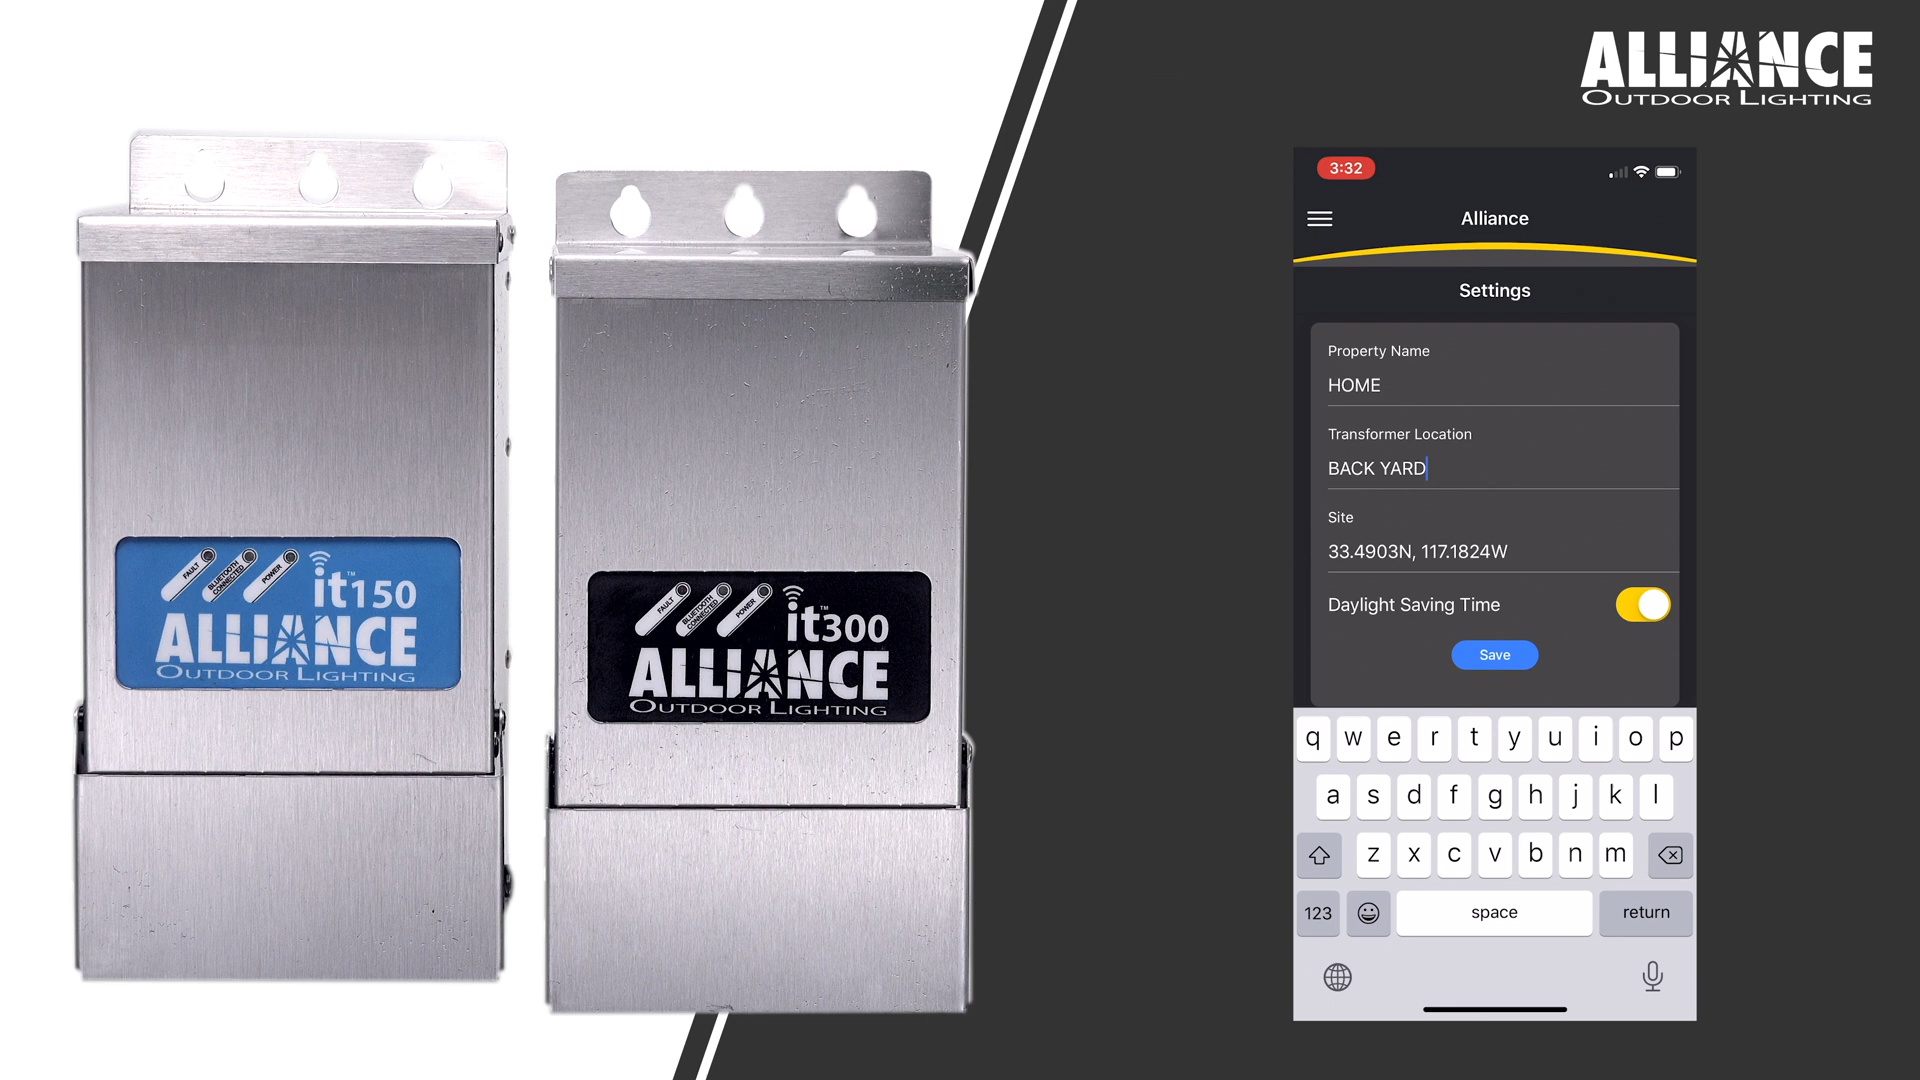 FAULT
BLUETOOTH
CONNECTED
POWER
it™150
ALLIANCE
OUTDOOR LIGHTING
FAULT
BLUETOOTH
CONNECTED
POWER
it™300
ALLIANCE
OUTDOOR LIGHTING
ALLIANCE
OUTDOOR LIGHTING
3:32
Alliance
Settings
Property Name
HOME
Transformer Location
BACK YARD
Site
33.4903N, 117.1824W
Daylight Saving Time
Save
q w e r t y u i o p
a s d f g h j k l
z x c v b n m
123 space return